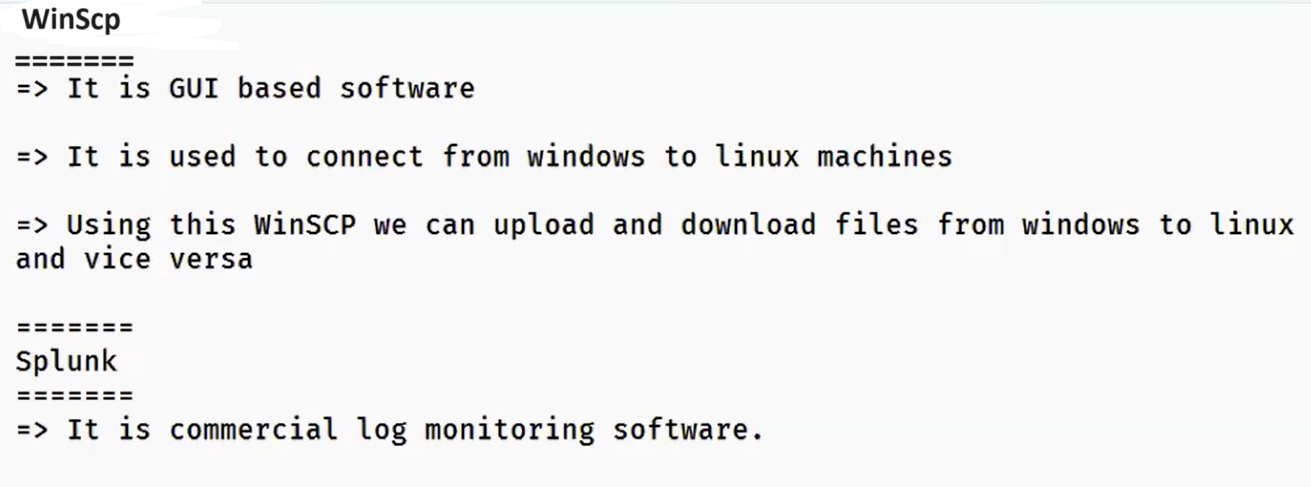 WinScp
=======
=> It is GUI based software
=> It is used to connect from windows to linux machines
=> Using this WinSCP we can upload and download files from windows to linux
and vice versa
=======
Splunk
=======
=> It is commercial log monitoring software.